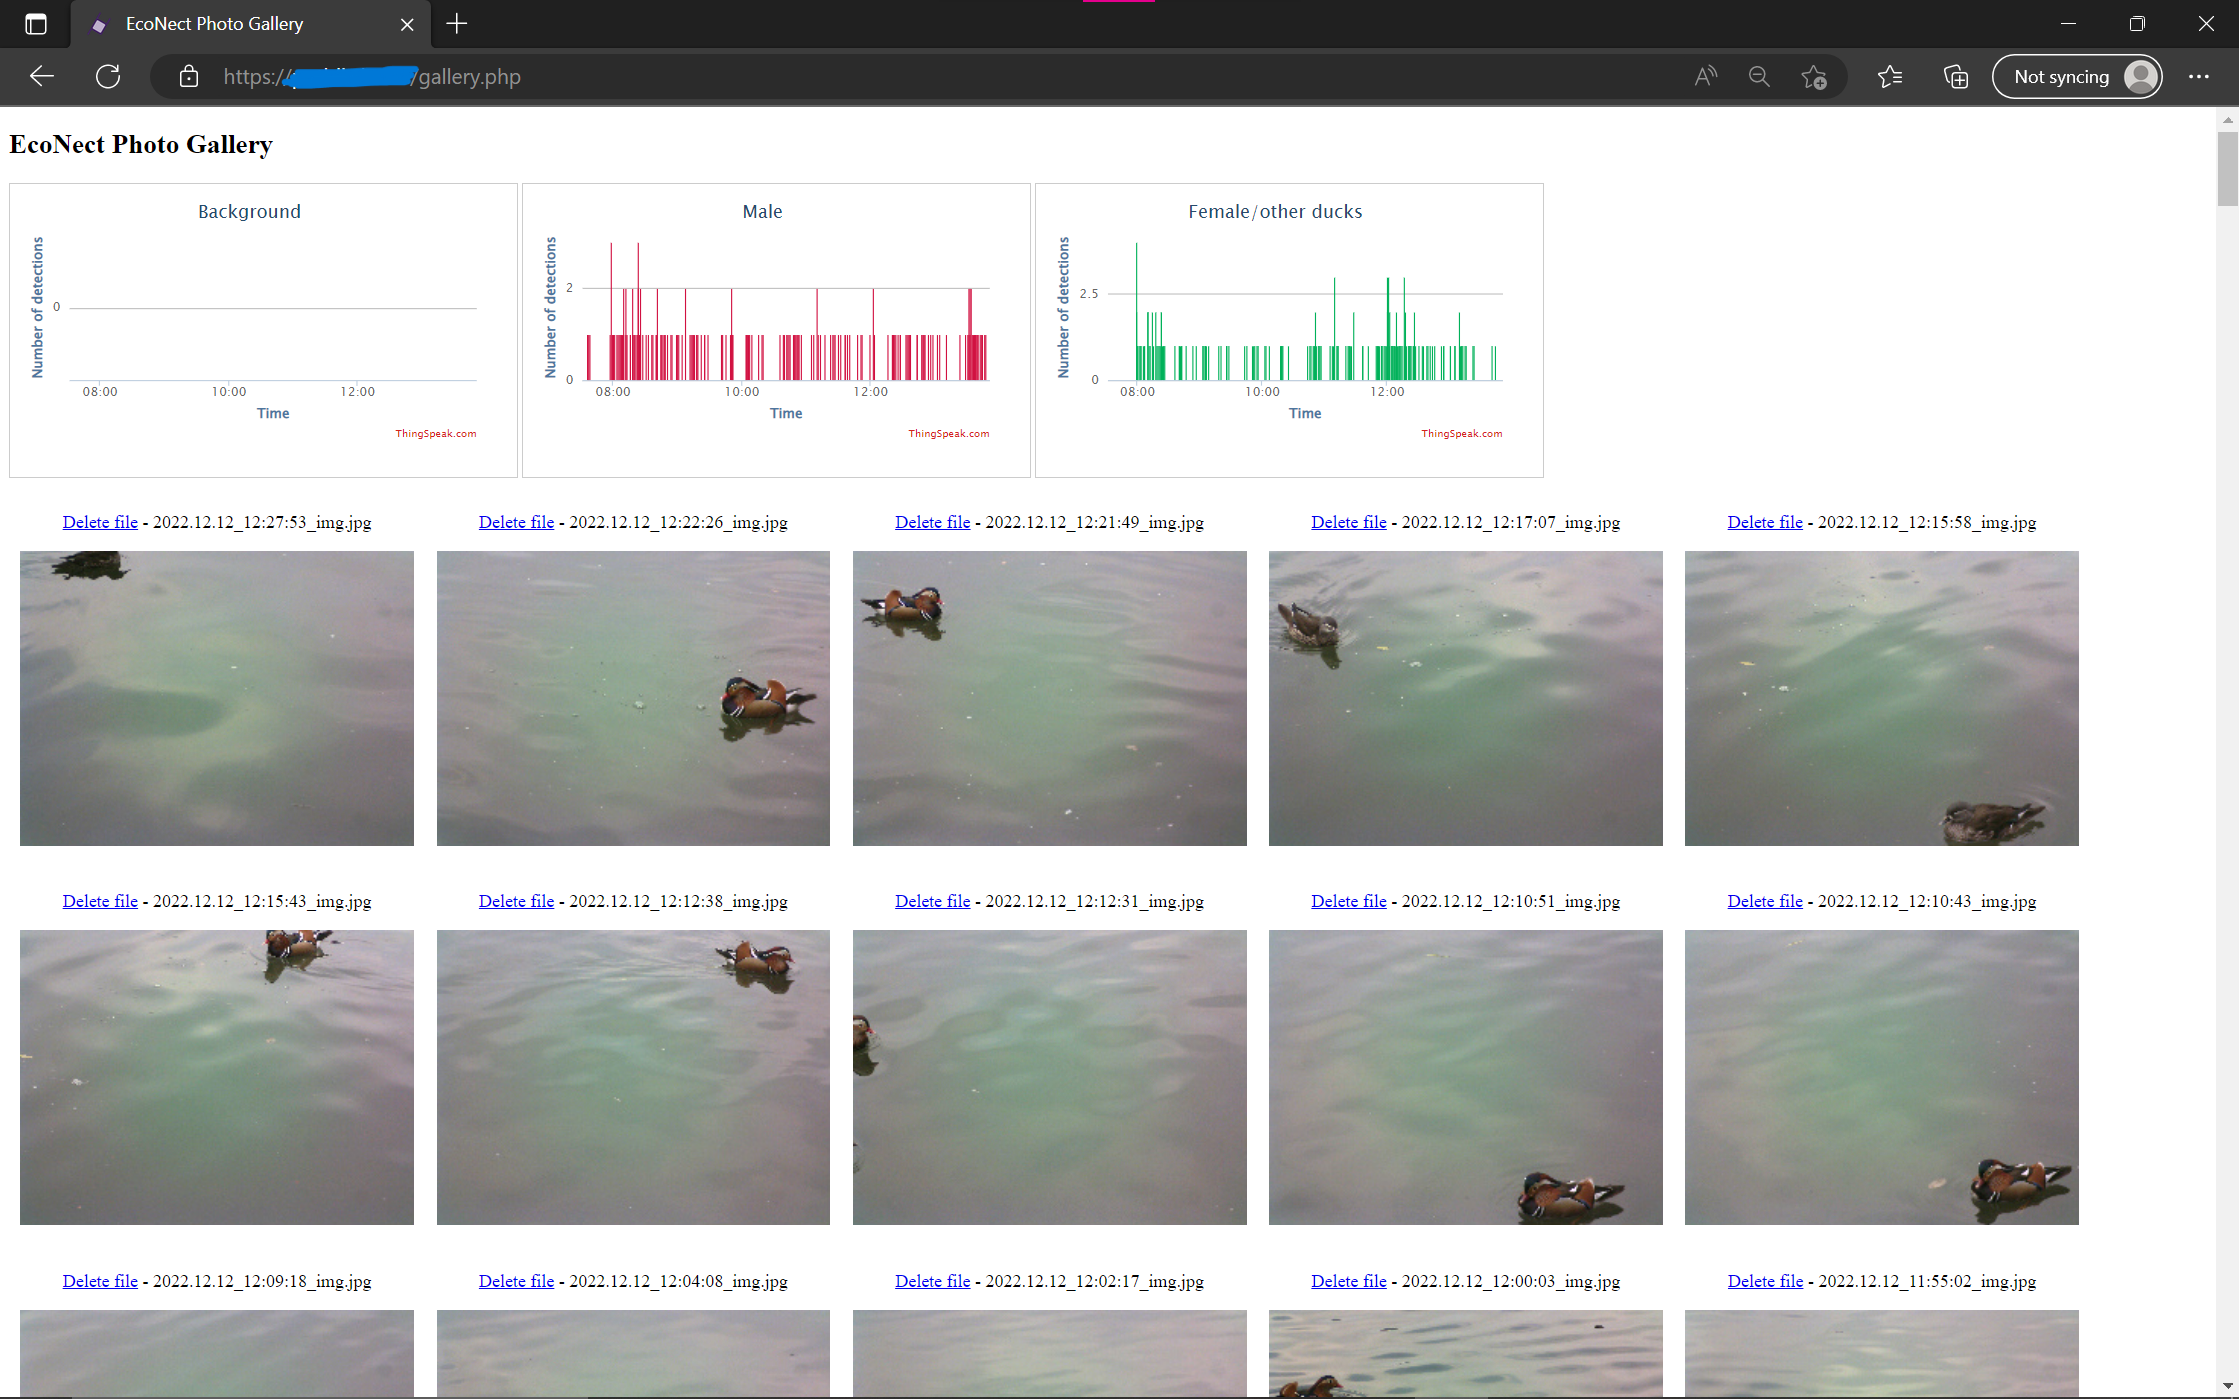 EcoNect Photo Gallery
https:// /gallery.php
Not syncing
EcoNect Photo Gallery
Background
Number of detections
0
08:00 10:00 12:00
Time
ThingSpeak.com
Male
Number of detections
2
0
08:00 10:00 12:00
Time
ThingSpeak.com
Female/other ducks
Number of detections
2.5
0
08:00 10:00 12:00
Time
ThingSpeak.com
Delete file - 2022.12.12_12:27:53_img.jpg
Delete file - 2022.12.12_12:22:26_img.jpg
Delete file - 2022.12.12_12:21:49_img.jpg
Delete file - 2022.12.12_12:17:07_img.jpg
Delete file - 2022.12.12_12:15:58_img.jpg
Delete file - 2022.12.12_12:15:43_img.jpg
Delete file - 2022.12.12_12:12:38_img.jpg
Delete file - 2022.12.12_12:12:31_img.jpg
Delete file - 2022.12.12_12:10:51_img.jpg
Delete file - 2022.12.12_12:10:43_img.jpg
Delete file - 2022.12.12_12:09:18_img.jpg
Delete file - 2022.12.12_12:04:08_img.jpg
Delete file - 2022.12.12_12:02:17_img.jpg
Delete file - 2022.12.12_12:00:03_img.jpg
Delete file - 2022.12.12_11:55:02_img.jpg